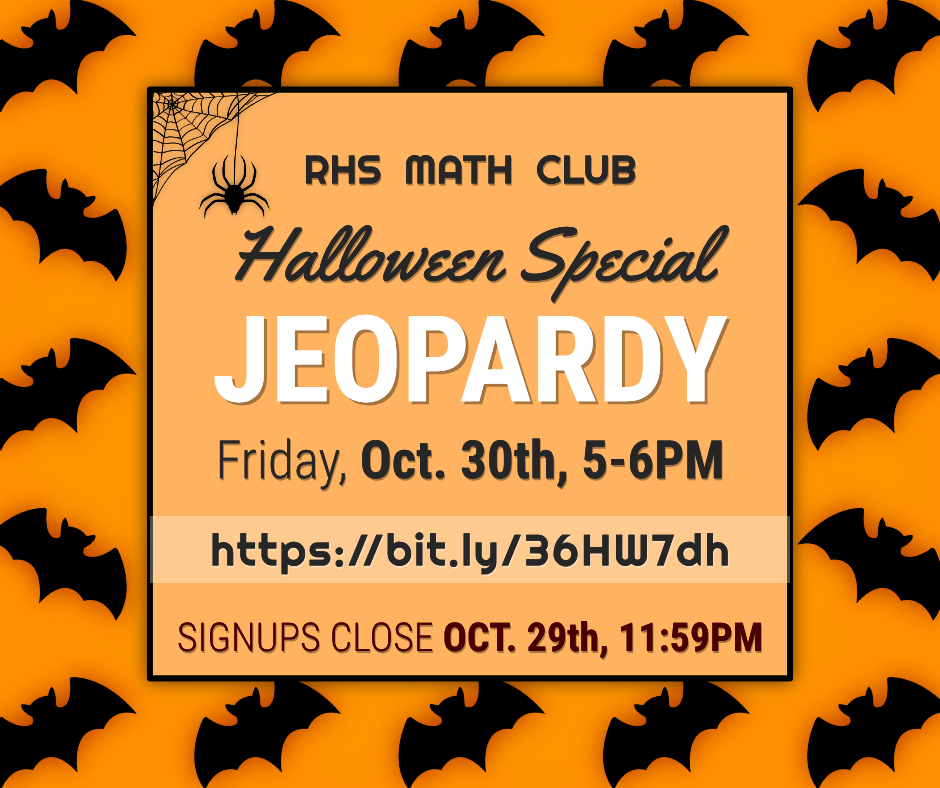 RHS MATH CLUB
Halloween Special
JEOPARDY
Friday, Oct. 30th, 5-6PM
https://bit.ly/36HW7dh
SIGNUPS CLOSE OCT. 29th, 11:59PM